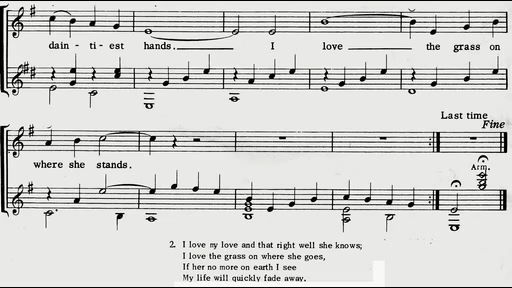 dain - ti - est hands. I love the grass on
Last time
Fine
where she stands.
Arm.
2. I love my love and that right well she knows;
I love the grass on where she goes,
If her no more on earth I see
My life will quickly fade away.